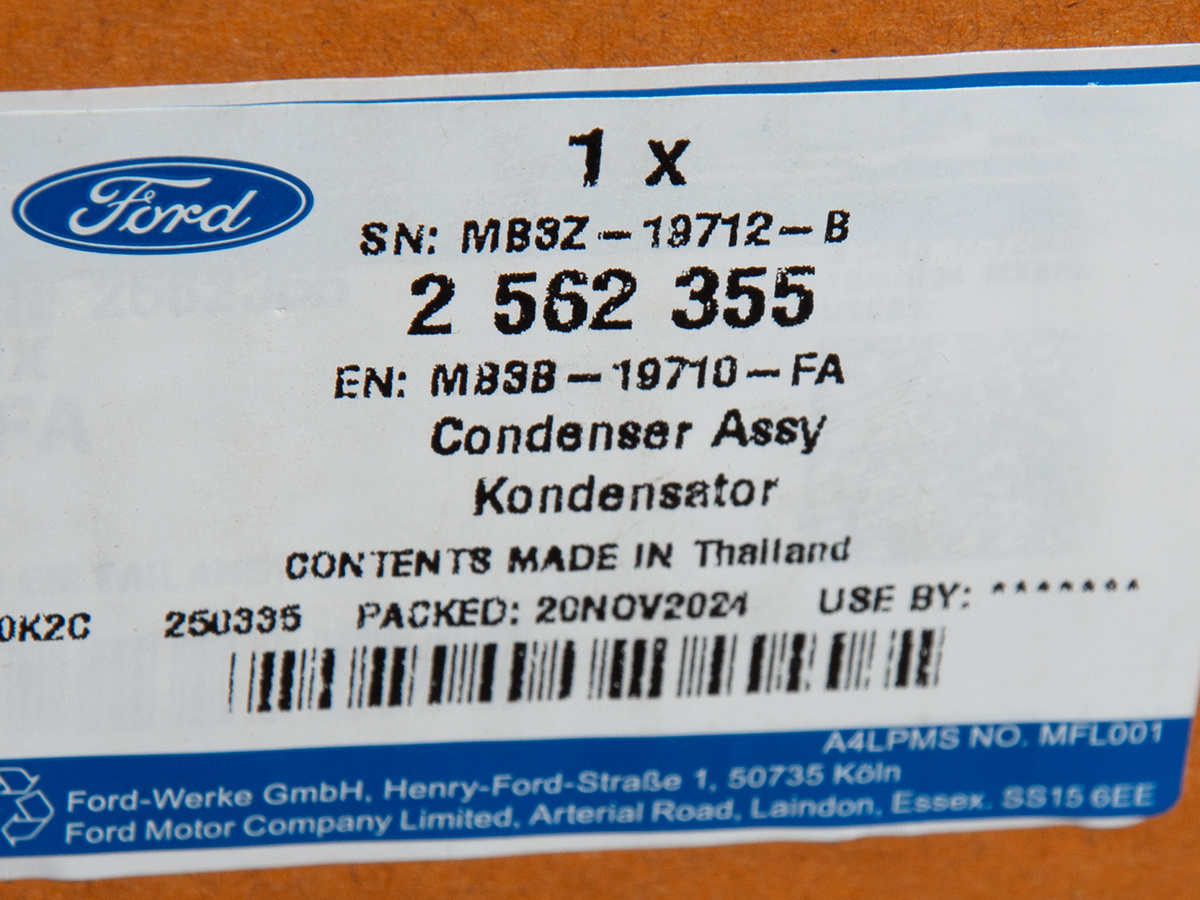 Ford
1 x
SN: MB3Z-19712-B
2 562 355
EN: MB3B-19710-FA
Condenser Assy
Kondensator
CONTENTS MADE IN Thailand
0K2C 250335 PACKED: 20NOV2024 USE BY: *******
A4LPMS NO. MFL001
Ford-Werke GmbH, Henry-Ford-Straße 1, 50735 Köln
Ford Motor Company Limited, Arterial Road, Laindon, Essex. SS15 6EE